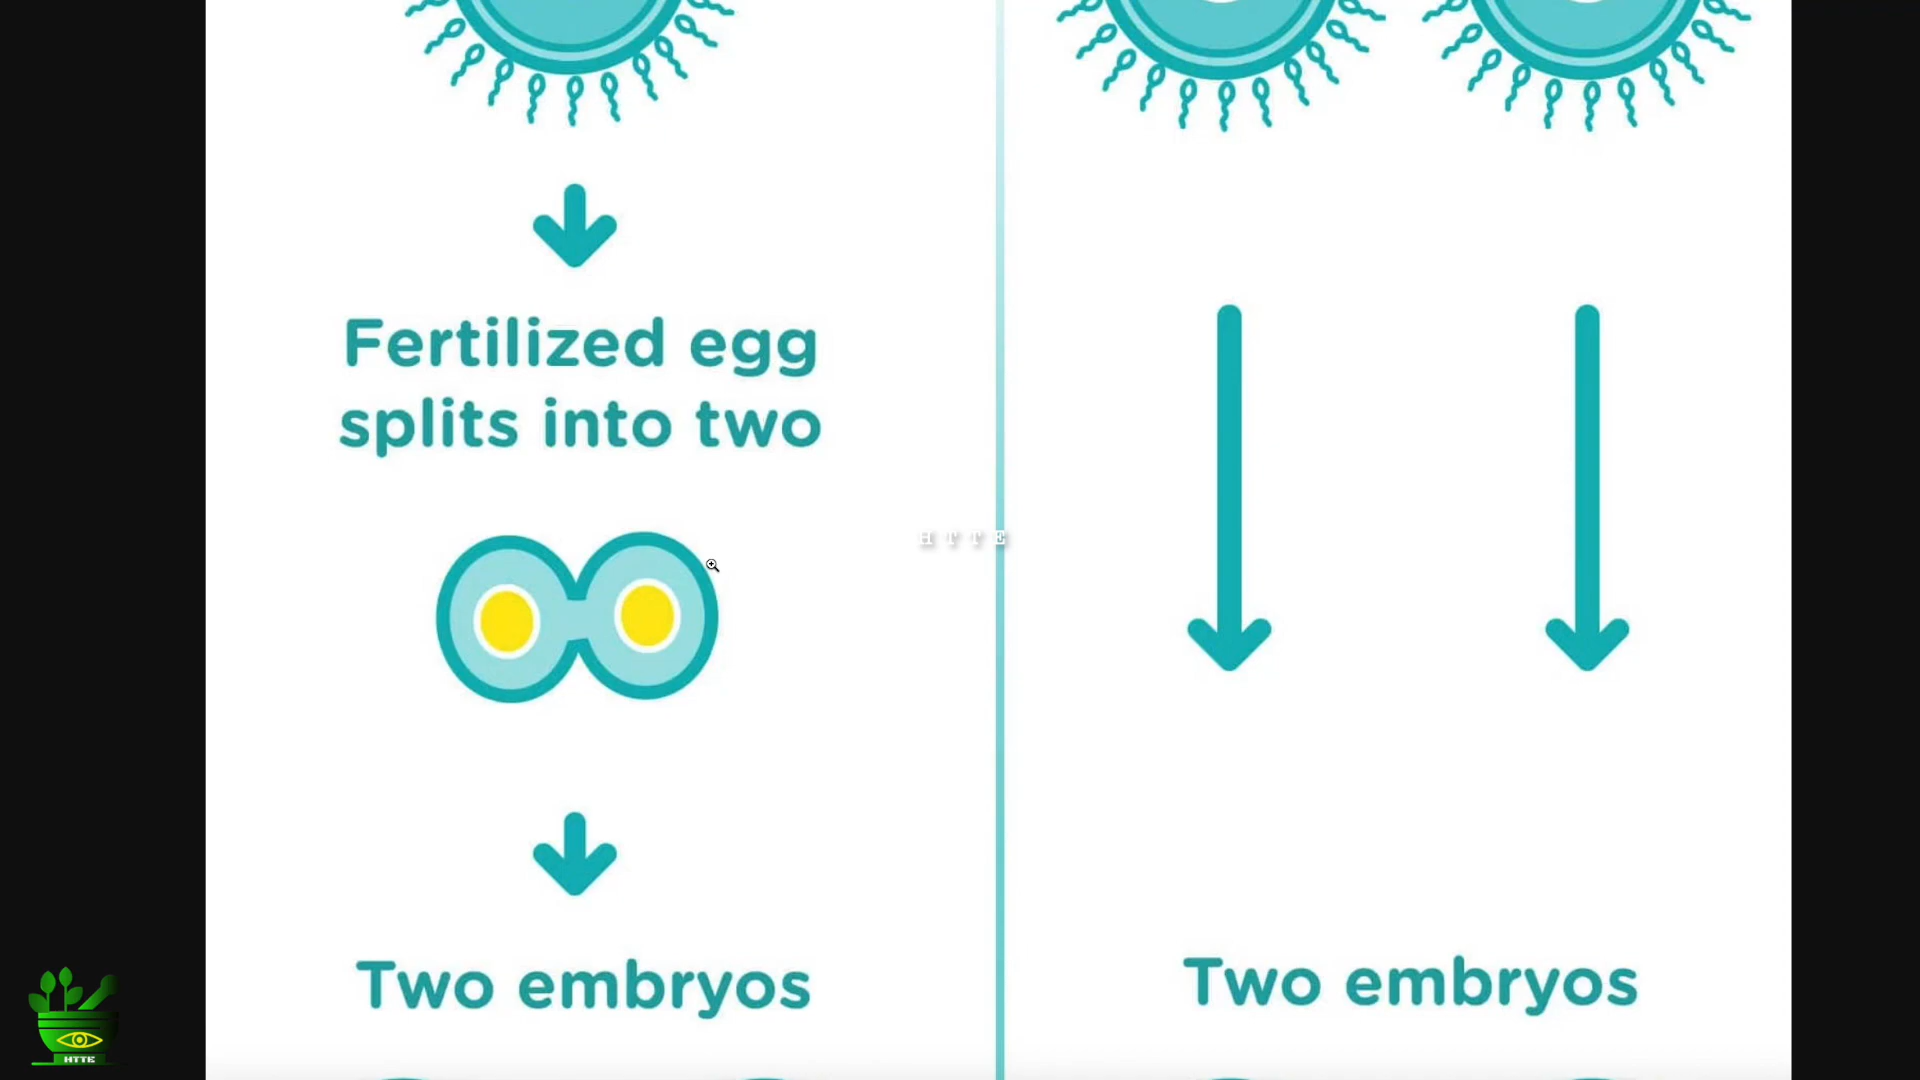 Fertilized egg
splits into two
H T T E
Two embryos
Two embryos
HTTE